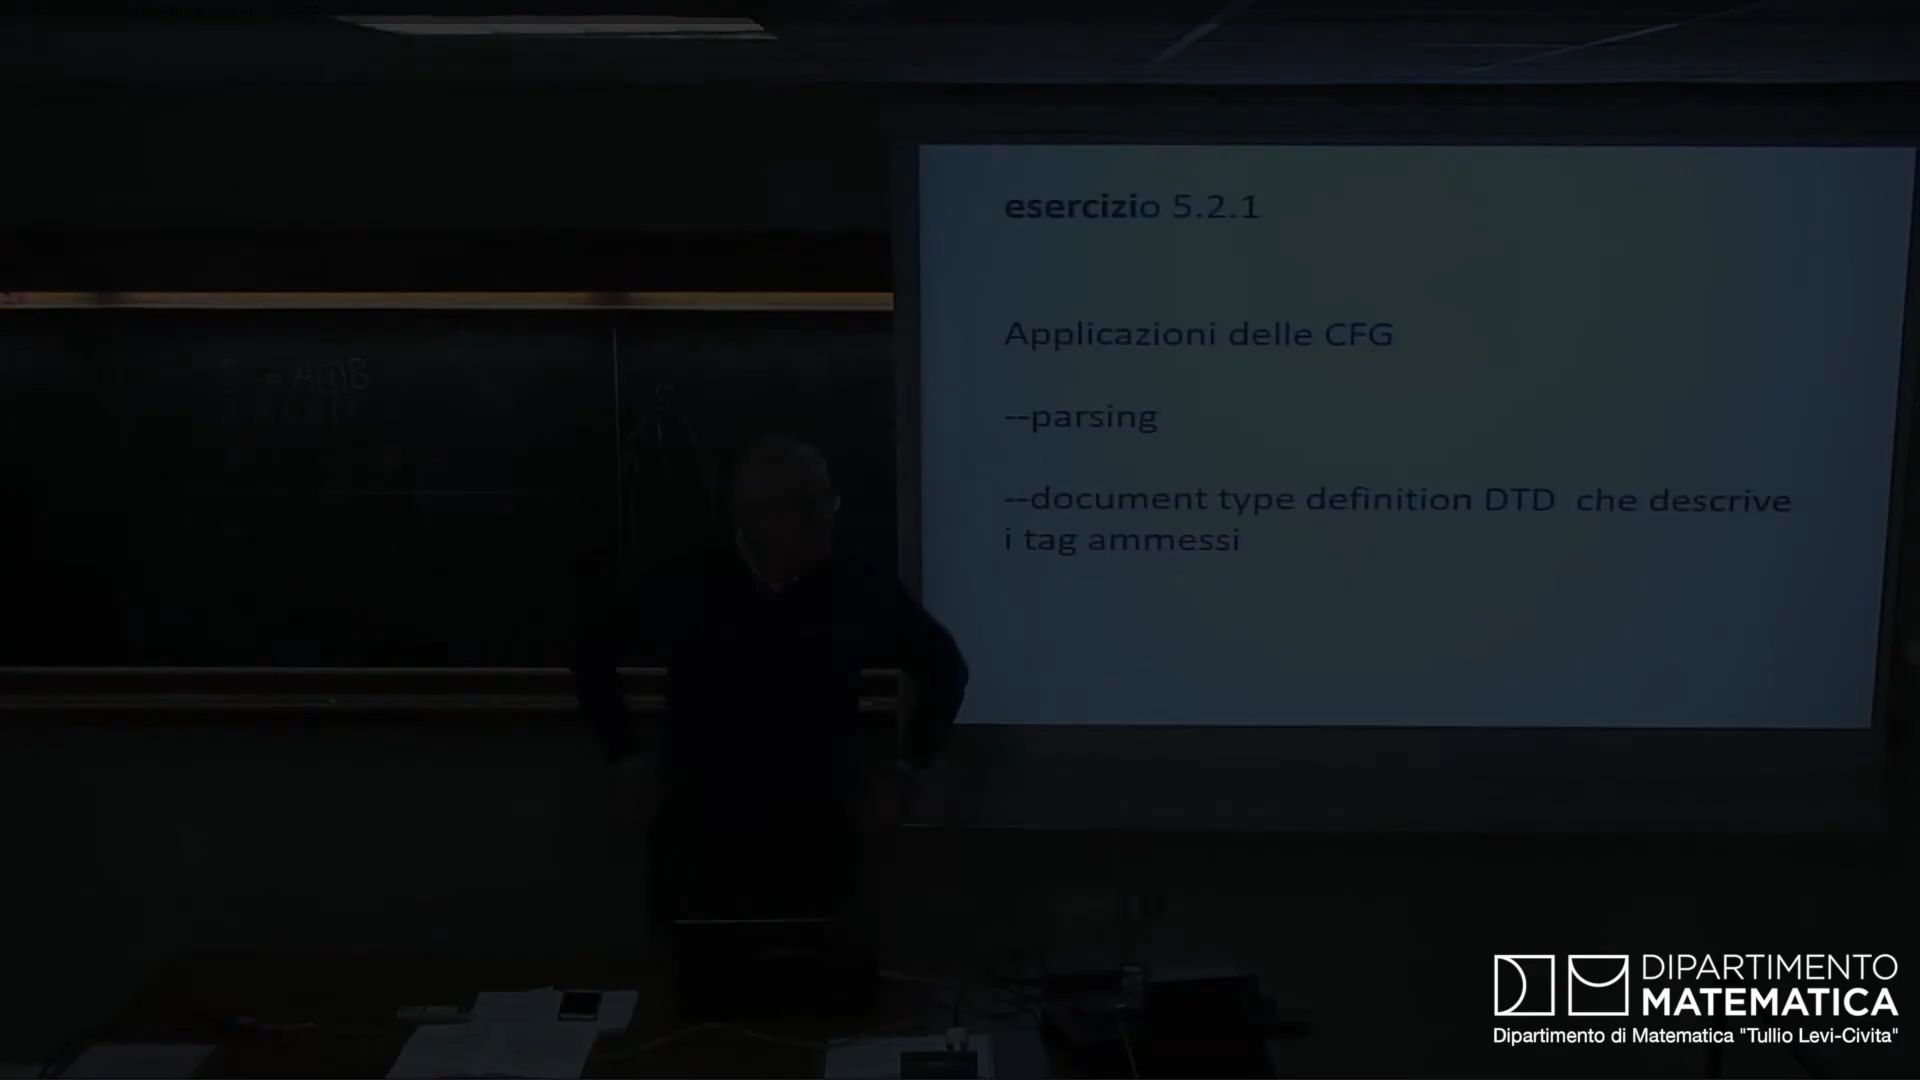 esercizio 5.2.1
Applicazioni delle CFG
--parsing
--document type definition DTD che descrive
i tag ammessi
DIPARTIMENTO
MATEMATICA
Dipartimento di Matematica "Tullio Levi-Civita"